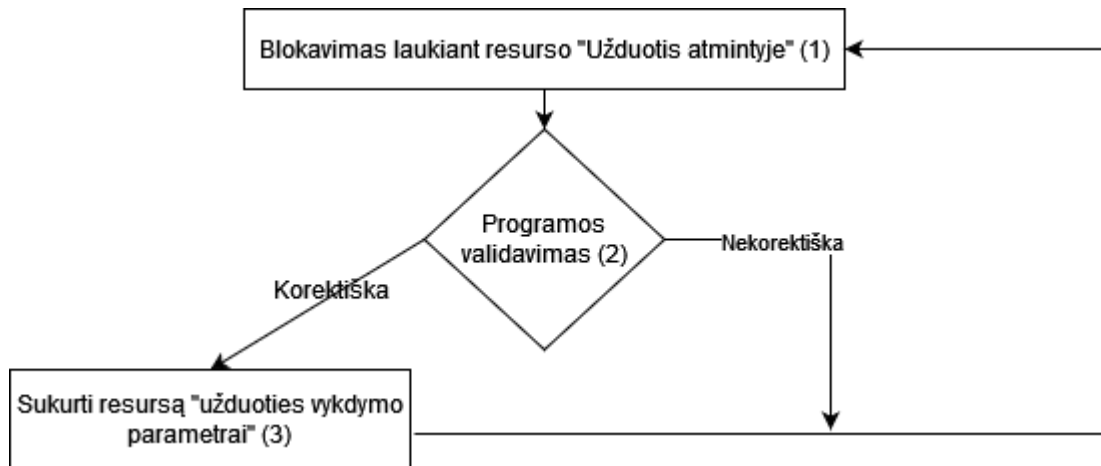 Blokavimas laukiant resurso "Užduotis atmintyje" (1)
Programos
validavimas (2)
Nekorektiška
Korektiška
Sukurti resursą "užduoties vykdymo
parametrai" (3)